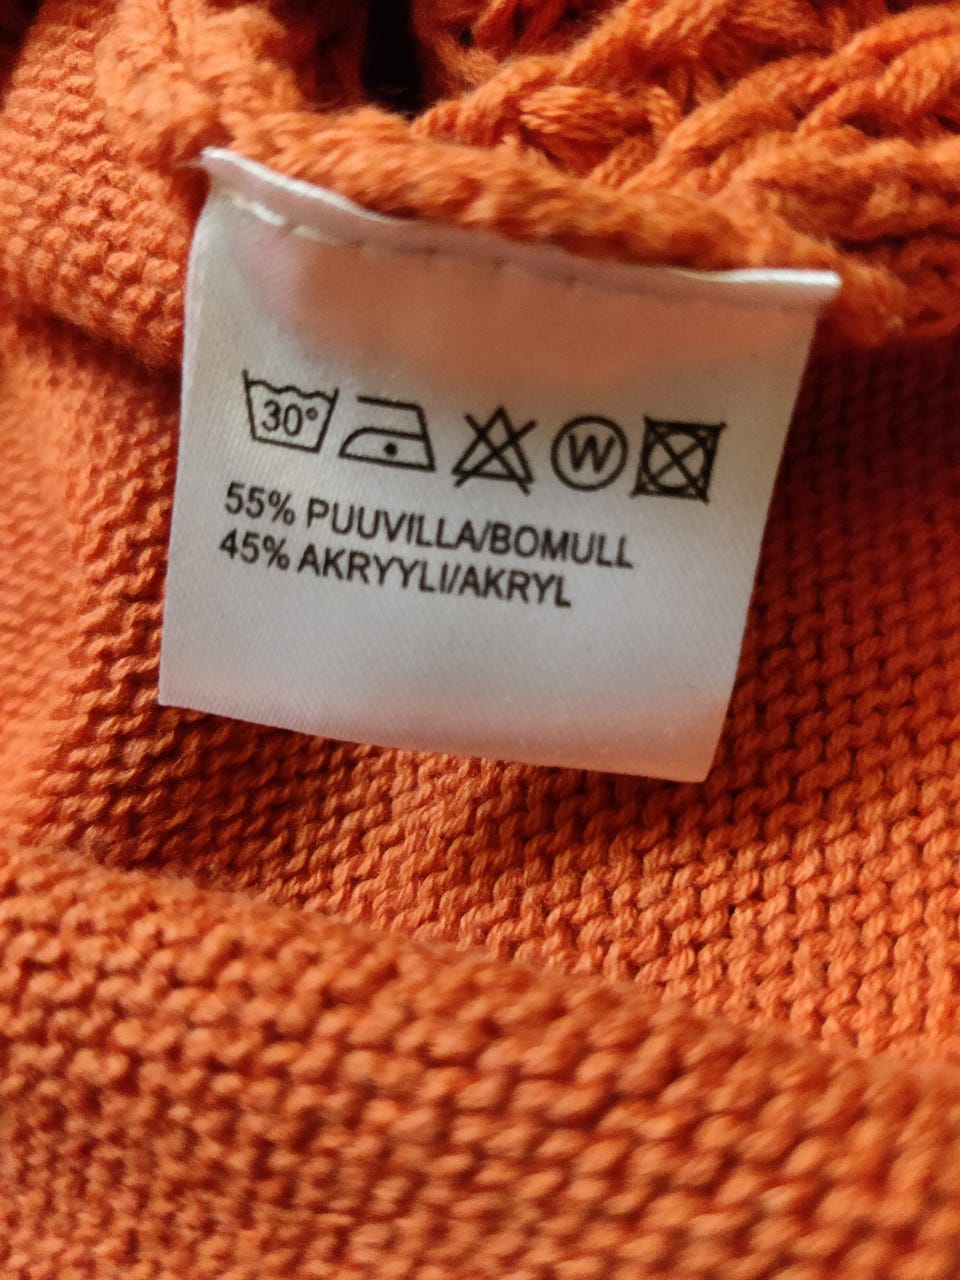 30° W
55% PUUVILLA/BOMULL
45% AKRYYLI/AKRYL